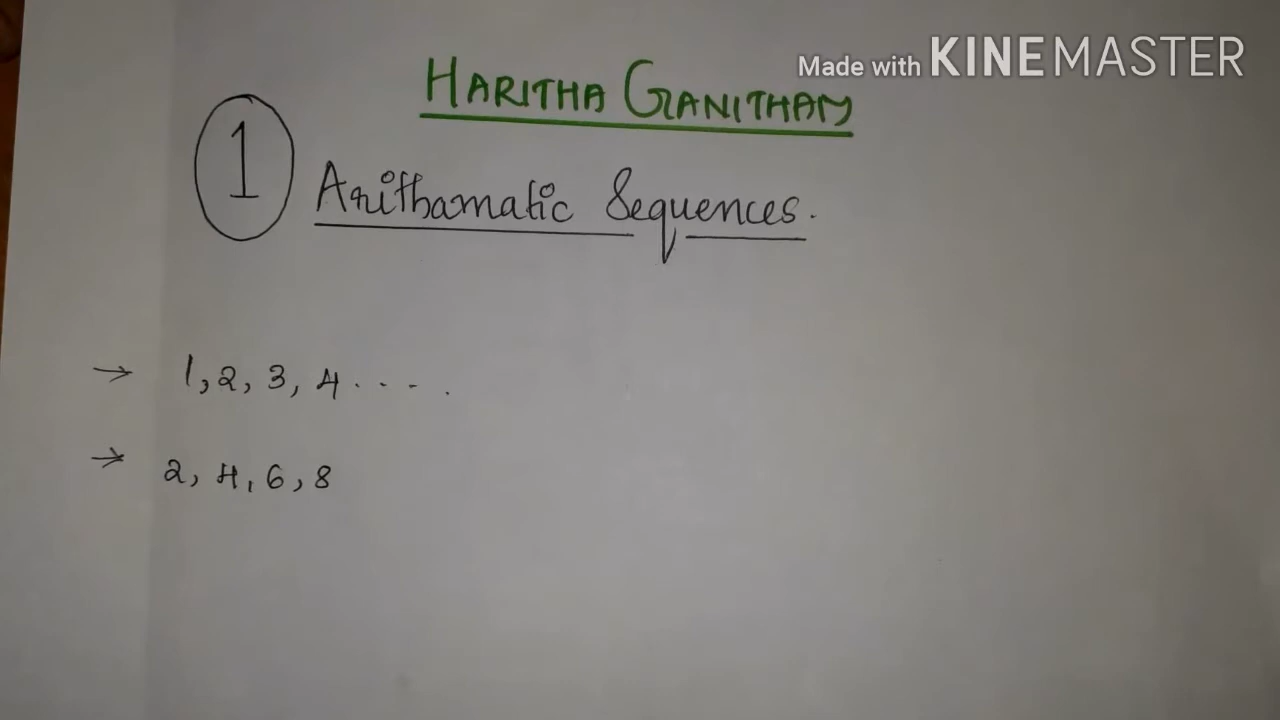 Made with KINEMASTER
HARITHA GANITHAM
1
Arithamatic Sequences.
→ 1, 2, 3, 4 . . . . .
→ 2, 4, 6, 8